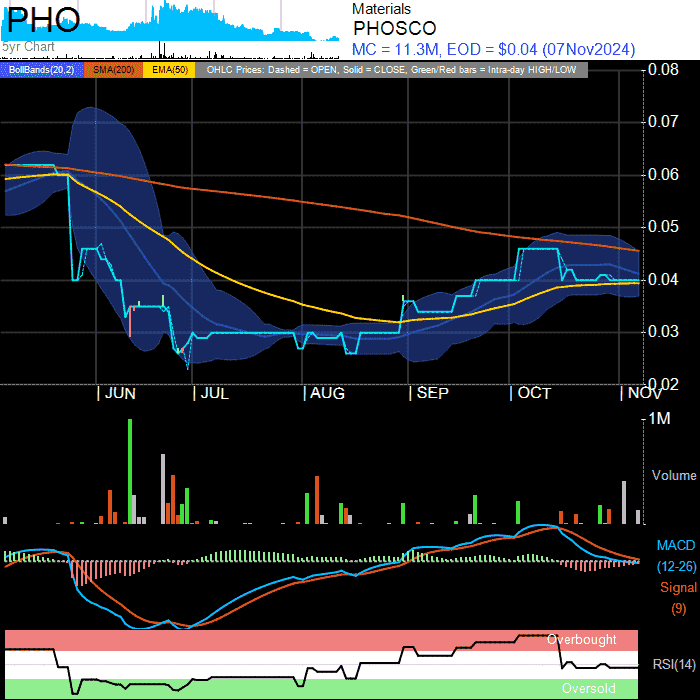 PHO
5yr Chart
Materials
PHOSCO
MC = 11.3M, EOD = $0.04 (07Nov2024)
BollBands(20,2) SMA(200) EMA(50) OHLC Prices: Dashed = OPEN, Solid = CLOSE, Green/Red bars = Intra-day HIGH/LOW
0.08
0.07
0.06
0.05
0.04
0.03
0.02
JUN JUL AUG SEP OCT NOV
1M
Volume
MACD
(12-26)
Signal
(9)
Overbought
RSI(14)
Oversold